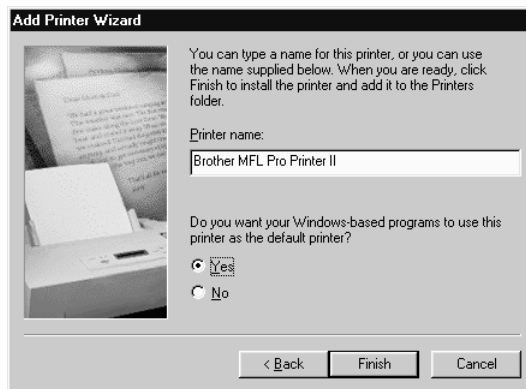 Add Printer Wizard
You can type a name for this printer, or you can use
the name supplied below. When you are ready, click
Finish to install the printer and add it to the Printers
folder.
Printer name:
Brother MFL Pro Printer II
Do you want your Windows-based programs to use this
printer as the default printer?
Yes
No
< Back
Finish
Cancel